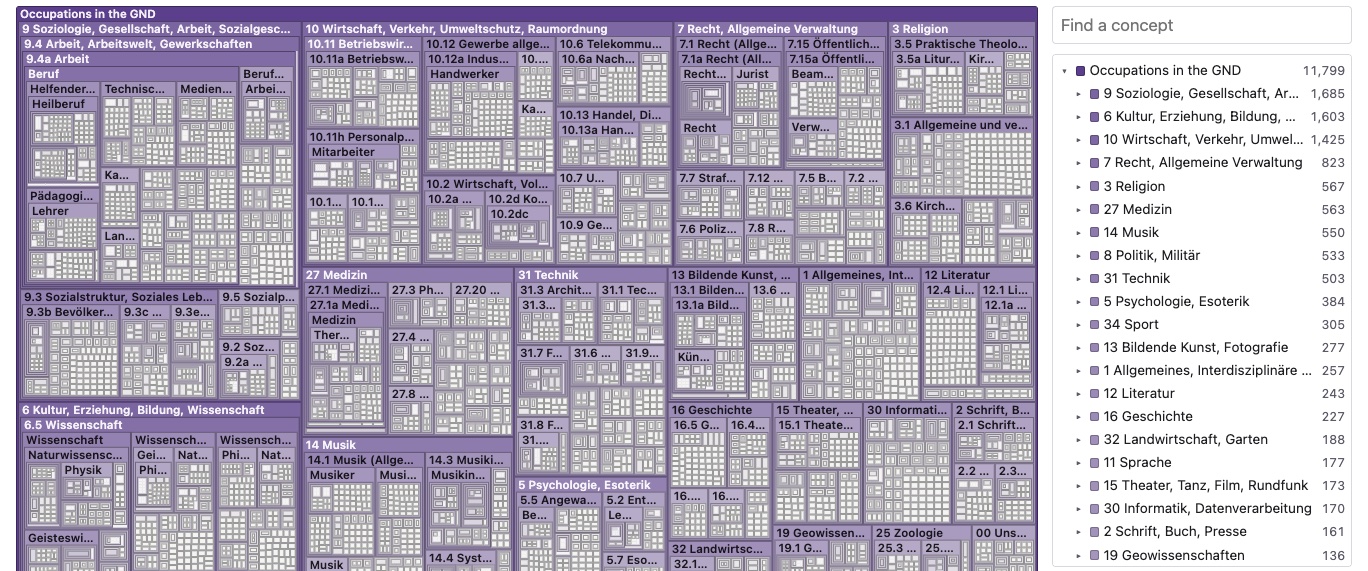 Occupations in the GND
9 Soziologie, Gesellschaft, Arbeit, Sozialgesc...
9.4 Arbeit, Arbeitswelt, Gewerkschaften
9.4a Arbeit
Beruf
Beruf...
Helfender...
Technisc...
Medien...
Arbei...
Heilberuf
Ka...
Pädagogi...
Lehrer
Lan...
9.3 Sozialstruktur, Soziales Leb...
9.5 Sozialp...
9.3b Bevölker...
9.3c ...
9.3e...
9.2 Soz...
9.2a ...
6 Kultur, Erziehung, Bildung, Wissenschaft
6.5 Wissenschaft
Wissenschaft
Wissensch...
Wissensch...
Naturwissensc...
Gei...
Nat...
Phi...
Nat...
Physik
Phi...
Geisteswi...
10 Wirtschaft, Verkehr, Umweltschutz, Raumordnung
10.11 Betriebswir...
10.12 Gewerbe allge...
10.6 Telekommu...
10.11a Betriebsw...
10.12a Indus...
10....
10.6a Nach...
Handwerker
Ka...
10.13 Handel, Di...
10.13a Han...
10.11h Personalp...
Mitarbeiter
10.2 Wirtschaft, Vol...
10.7 U...
10.1...
10.1...
10.2a ...
10.2d Ko...
10.2dc
10.9 Ge...
7 Recht, Allgemeine Verwaltung
7.1 Recht (Allge...
7.15 Öffentlich...
7.1a Recht (All...
7.15a Öffentli...
Recht...
Jurist
Beam...
Recht
Verw...
7.7 Straf...
7.12 ...
7.5 B...
7.2 ...
7.6 Poliz...
7.8 R...
3 Religion
3.5 Praktische Theolo...
3.5a Litur...
Kir...
3.1 Allgemeine und ve...
3.6 Kirch...
27 Medizin
27.1 Medizi...
27.3 Ph...
27.20 ...
27.1a Medi...
Medizin
Ther...
27.4 ...
27.8 ...
14 Musik
14.1 Musik (Allge...
14.3 Musiki...
Musiker
Musi...
Musikin...
Musik
14.4 Syst...
31 Technik
31.3 Archit...
31.1 Tec...
31.3...
31.7 F...
31.6 ...
31.9...
31.8 F...
31....
5 Psychologie, Esoterik
5.5 Angewa...
5.2 Ent...
Be...
Le...
5.7 Eso...
13 Bildende Kunst, ...
13.1 Bilden...
13.6 ...
13.1a Bild...
Kün...
1 Allgemeines, Int...
12 Literatur
12.4 Li...
12.1 Li...
12.1a ...
16 Geschichte
16.5 G...
16.4...
16....
16....
15 Theater, ...
15.1 Theate...
30 Informati...
2 Schrift, B...
2.1 Schrift...
2.2 ...
2.3...
32 Landwirtsc...
32.1...
19 Geowissen...
19.1 G...
25 Zoologie
25.3 ...
25....
00 Uns...
Find a concept
Occupations in the GND 11,799
9 Soziologie, Gesellschaft, Ar... 1,685
6 Kultur, Erziehung, Bildung, ... 1,603
10 Wirtschaft, Verkehr, Umwel... 1,425
7 Recht, Allgemeine Verwaltung 823
3 Religion 567
27 Medizin 563
14 Musik 550
8 Politik, Militär 533
31 Technik 503
5 Psychologie, Esoterik 384
34 Sport 305
13 Bildende Kunst, Fotografie 277
1 Allgemeines, Interdisziplinäre ... 257
12 Literatur 243
16 Geschichte 227
32 Landwirtschaft, Garten 188
11 Sprache 177
15 Theater, Tanz, Film, Rundfunk 173
30 Informatik, Datenverarbeitung 170
2 Schrift, Buch, Presse 161
19 Geowissenschaften 136